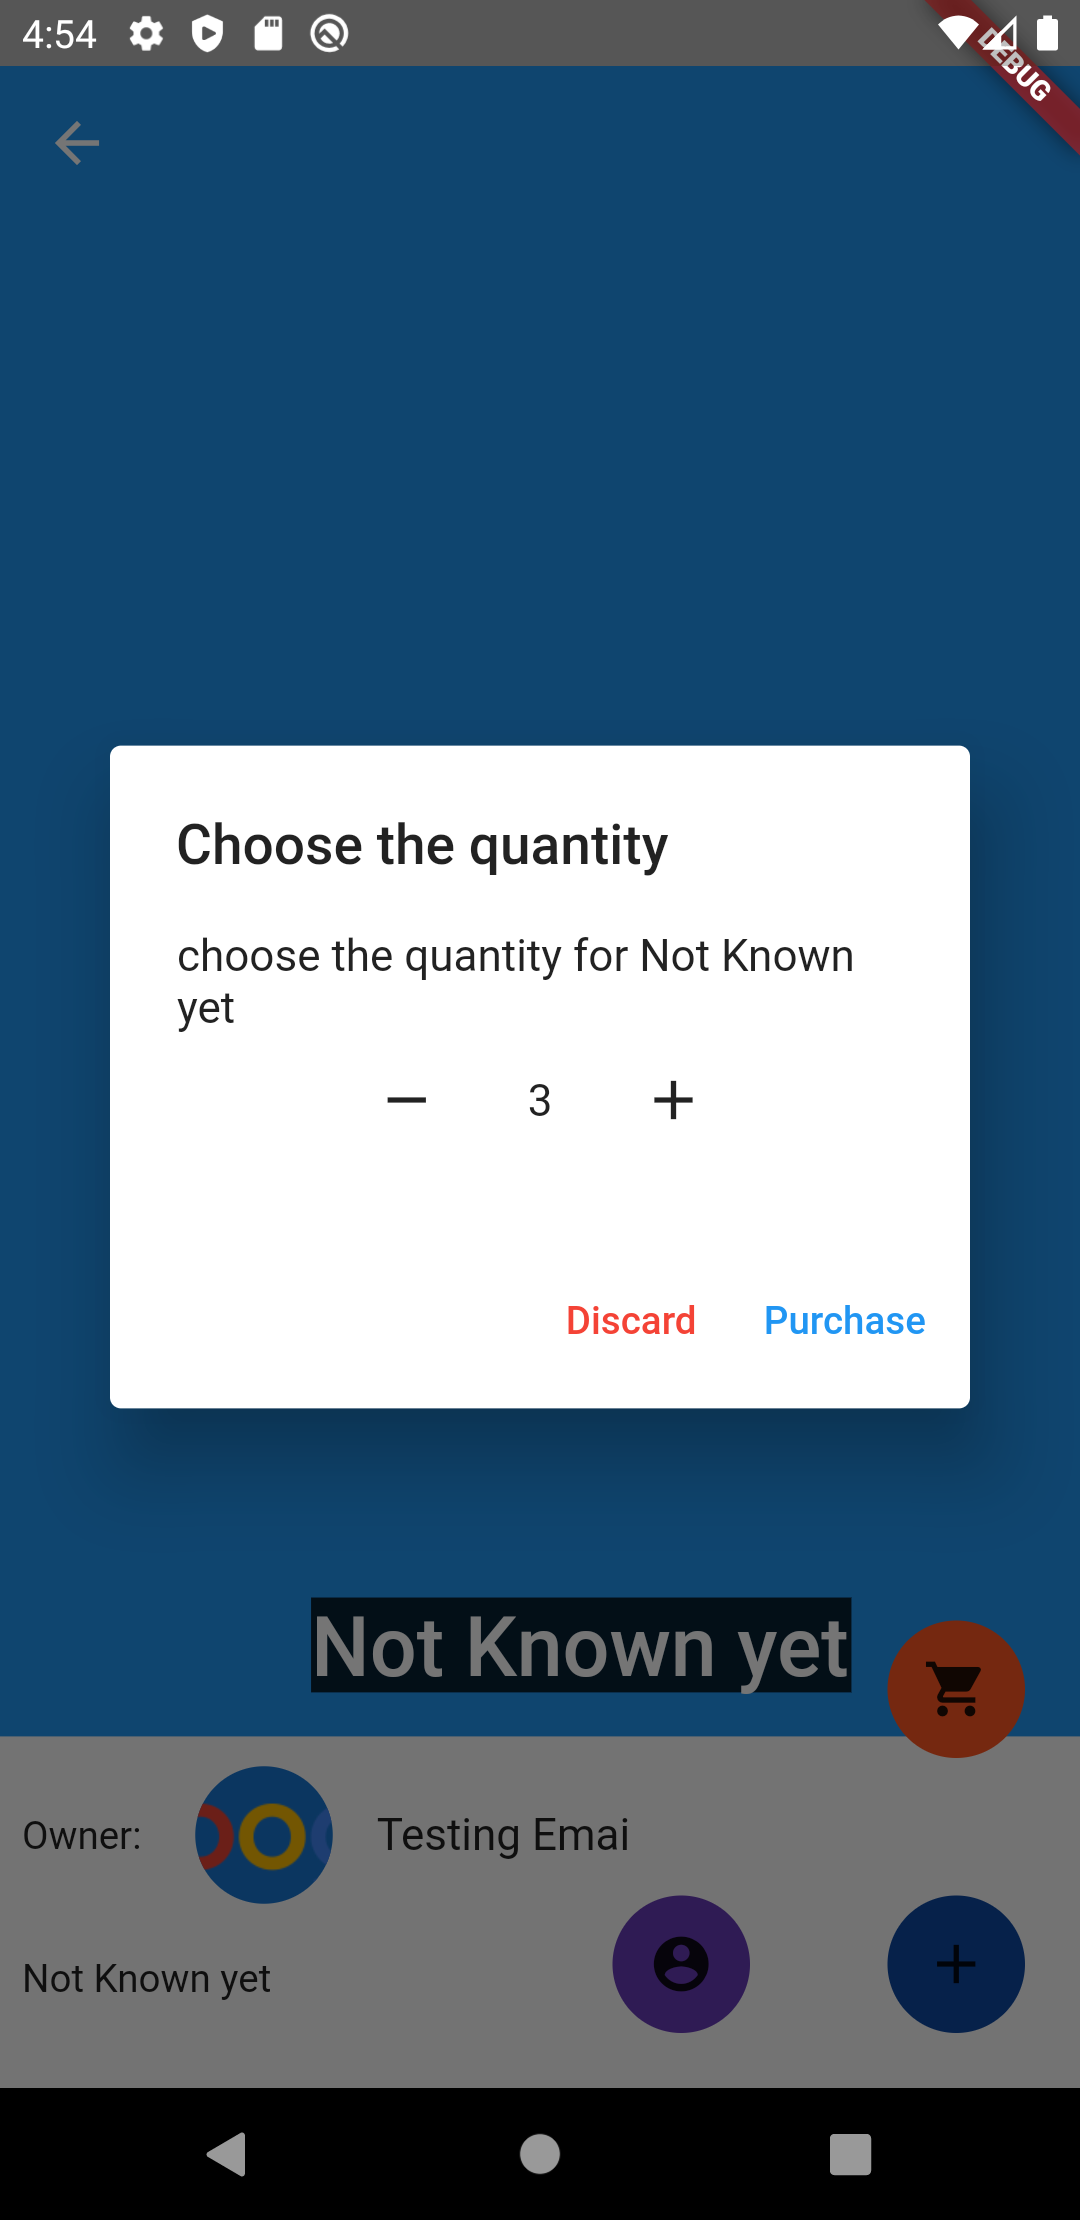 4:54
DEBUG
Choose the quantity
choose the quantity for Not Known
yet
3
Discard
Purchase
Not Known yet
Owner:
Testing Emai
Not Known yet